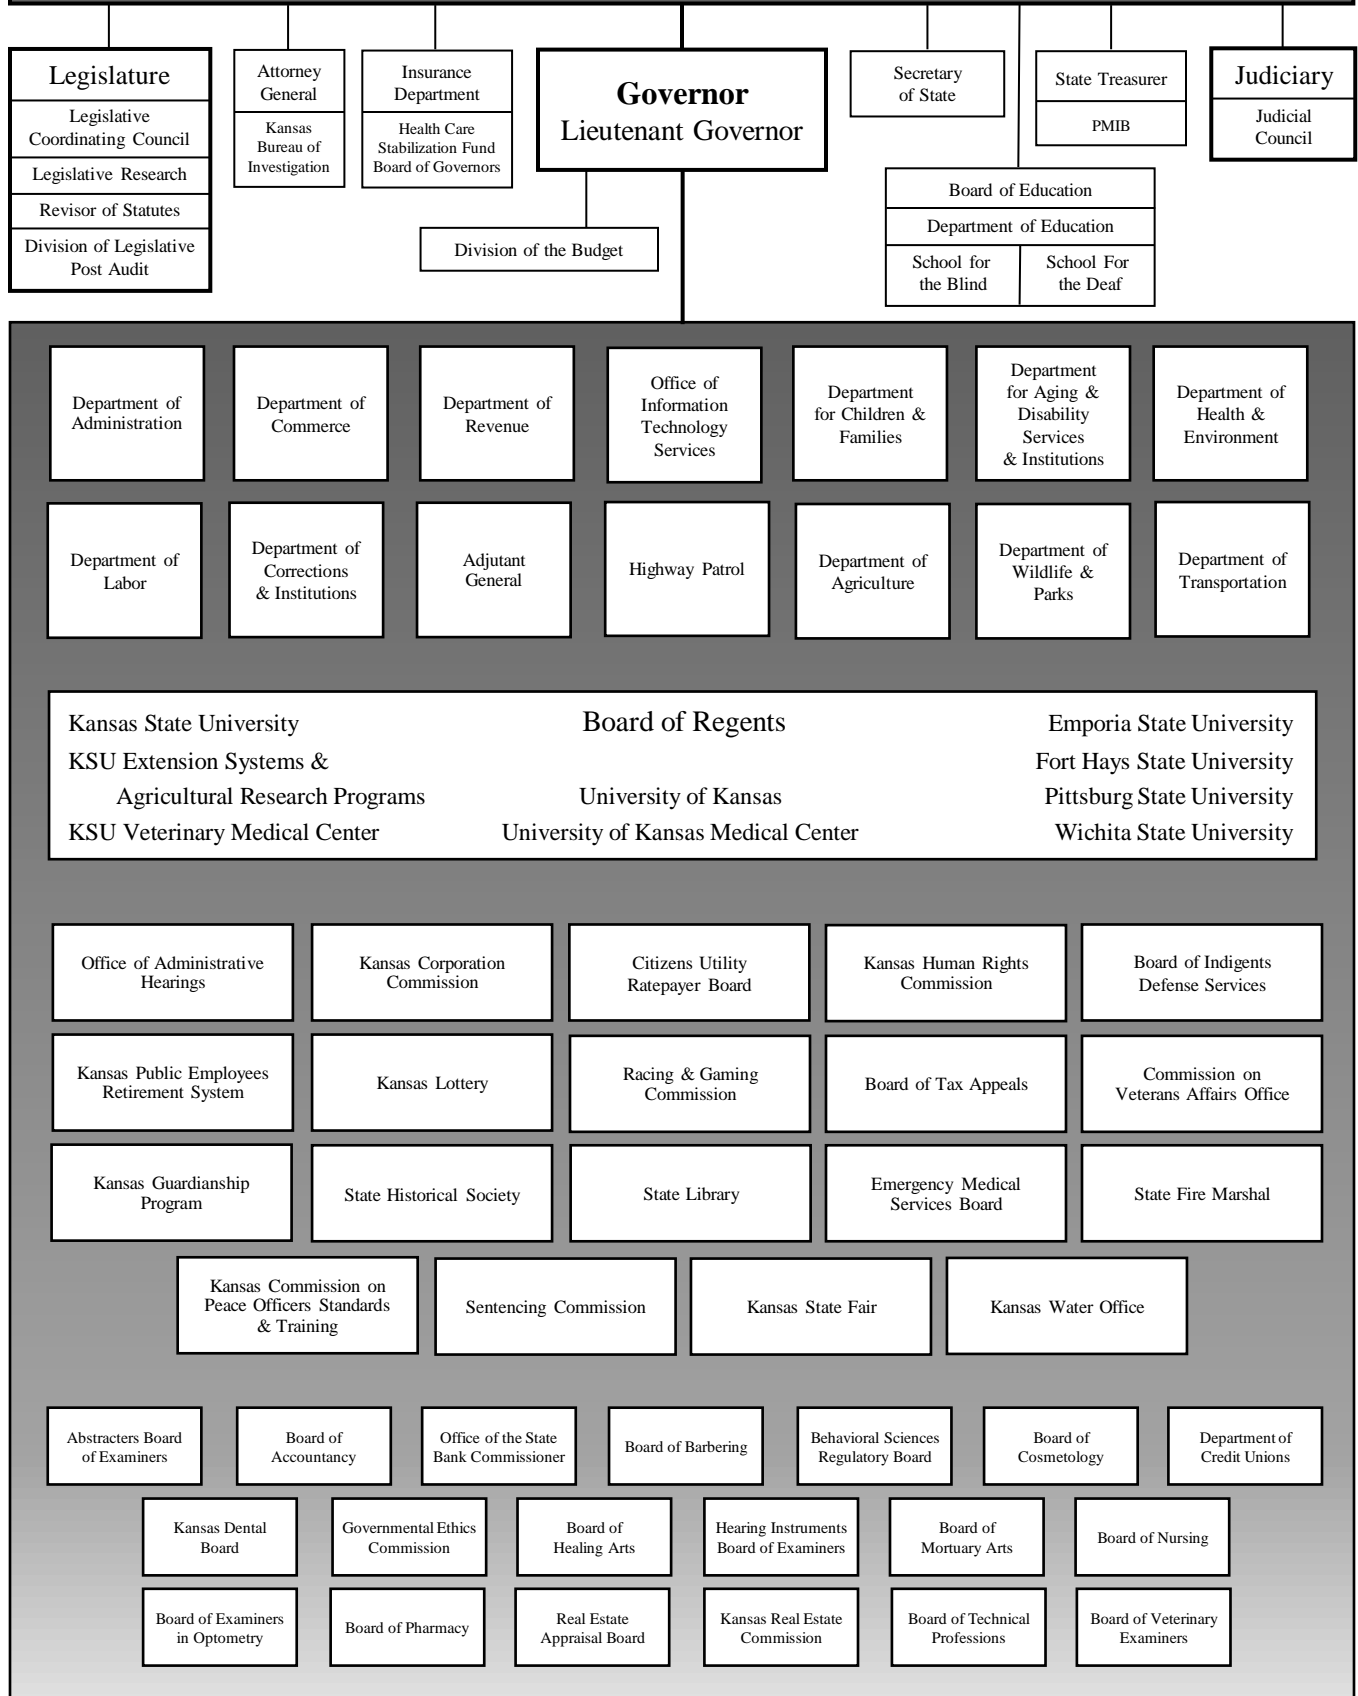 Legislature
Legislative
Coordinating Council
Legislative Research
Revisor of Statutes
Division of Legislative
Post Audit
Attorney
General
Kansas
Bureau of
Investigation
Insurance
Department
Health Care
Stabilization Fund
Board of Governors
Governor
Lieutenant Governor
Division of the Budget
Secretary
of State
Board of Education
Department of Education
School for
the Blind
School For
the Deaf
State Treasurer
PMIB
Judiciary
Judicial
Council
Department of
Administration
Department of
Commerce
Department of
Revenue
Office of
Information
Technology
Services
Department
for Children &
Families
Department
for Aging &
Disability
Services
& Institutions
Department of
Health &
Environment
Department of
Labor
Department of
Corrections
& Institutions
Adjutant
General
Highway Patrol
Department of
Agriculture
Department of
Wildlife &
Parks
Department of
Transportation
Board of Regents
Kansas State University
KSU Extension Systems &
Agricultural Research Programs
KSU Veterinary Medical Center
University of Kansas
University of Kansas Medical Center
Emporia State University
Fort Hays State University
Pittsburg State University
Wichita State University
Office of Administrative
Hearings
Kansas Corporation
Commission
Citizens Utility
Ratepayer Board
Kansas Human Rights
Commission
Board of Indigents
Defense Services
Kansas Public Employees
Retirement System
Kansas Lottery
Racing & Gaming
Commission
Board of Tax Appeals
Commission on
Veterans Affairs Office
Kansas Guardianship
Program
State Historical Society
State Library
Emergency Medical
Services Board
State Fire Marshal
Kansas Commission on
Peace Officers Standards
& Training
Sentencing Commission
Kansas State Fair
Kansas Water Office
Abstracters Board
of Examiners
Board of
Accountancy
Office of the State
Bank Commissioner
Board of Barbering
Behavioral Sciences
Regulatory Board
Board of
Cosmetology
Department of
Credit Unions
Kansas Dental
Board
Governmental Ethics
Commission
Board of
Healing Arts
Hearing Instruments
Board of Examiners
Board of
Mortuary Arts
Board of Nursing
Board of Examiners
in Optometry
Board of Pharmacy
Real Estate
Appraisal Board
Kansas Real Estate
Commission
Board of Technical
Professions
Board of Veterinary
Examiners